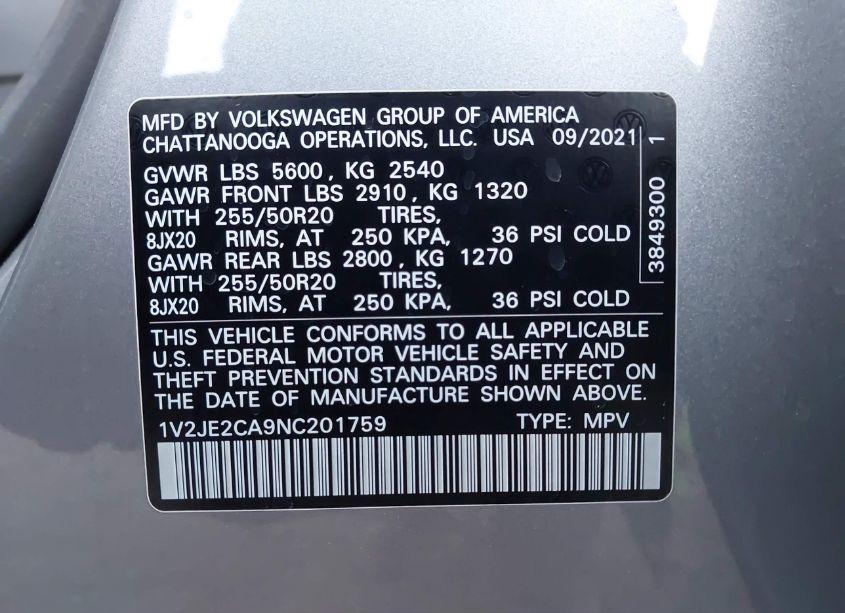 MFD BY VOLKSWAGEN GROUP OF AMERICA
CHATTANOOGA OPERATIONS, LLC. USA 09/2021
GVWR LBS 5600, KG 2540
GAWR FRONT LBS 2910, KG 1320
WITH 255/50R20 TIRES,
8JX20 RIMS, AT 250 KPA, 36 PSI COLD
GAWR REAR LBS 2800, KG 1270
WITH 255/50R20 TIRES,
8JX20 RIMS, AT 250 KPA, 36 PSI COLD
3849300 1
THIS VEHICLE CONFORMS TO ALL APPLICABLE
U.S. FEDERAL MOTOR VEHICLE SAFETY AND
THEFT PREVENTION STANDARDS IN EFFECT ON
THE DATE OF MANUFACTURE SHOWN ABOVE.
1V2JE2CA9NC201759 TYPE: MPV